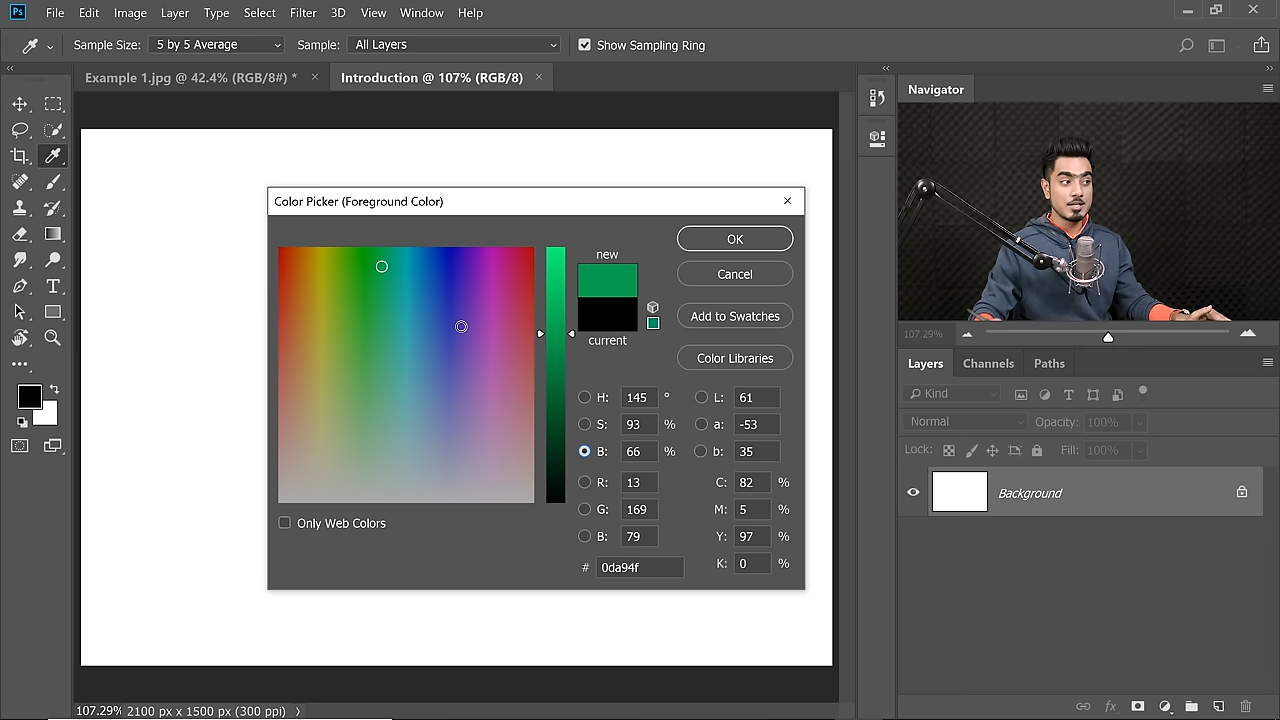 Ps File Edit Image Layer Type Select Filter 3D View Window Help
Sample Size: 5 by 5 Average Sample: All Layers Show Sampling Ring
Example 1.jpg @ 42.4% (RGB/8#) * × Introduction @ 107% (RGB/8) ×
Navigator
Color Picker (Foreground Color)
new
OK
Cancel
Add to Swatches
current
Color Libraries
107.29%
Layers Channels Paths
Kind
Normal Opacity: 100%
Lock: Fill: 100%
Background
H: 145 ° L: 61
S: 93 % a: -53
B: 66 % b: 35
R: 13 C: 82 %
G: 169 M: 5 %
B: 79 Y: 97 %
# 0da94f K: 0 %
Only Web Colors
fx
107.29% 2100 px x 1500 px (300 ppi)